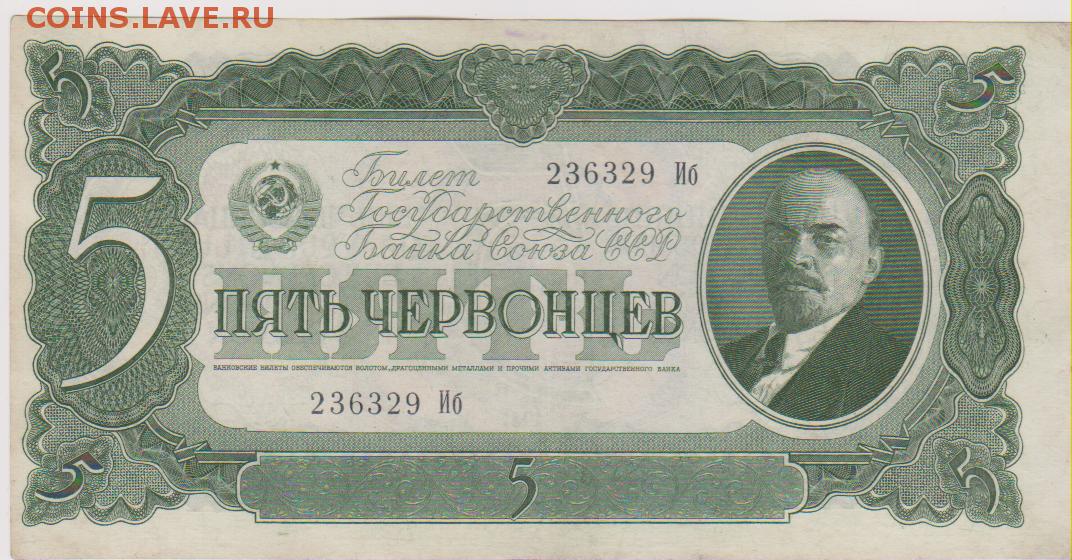 COINS.LAVE.RU
5 5
5
Билет 236329 Иб
Государственного
Банка Союза ССР
ПЯТЬ
ПЯТЬ ЧЕРВОНЦЕВ
БАНКОВСКИЕ БИЛЕТЫ ОБЕСПЕЧИВАЮТСЯ ЗОЛОТОМ, ДРАГОЦЕННЫМИ МЕТАЛЛАМИ И ПРОЧИМИ АКТИВАМИ ГОСУДАРСТВЕННОГО БАНКА
236329 Иб
5 5 5